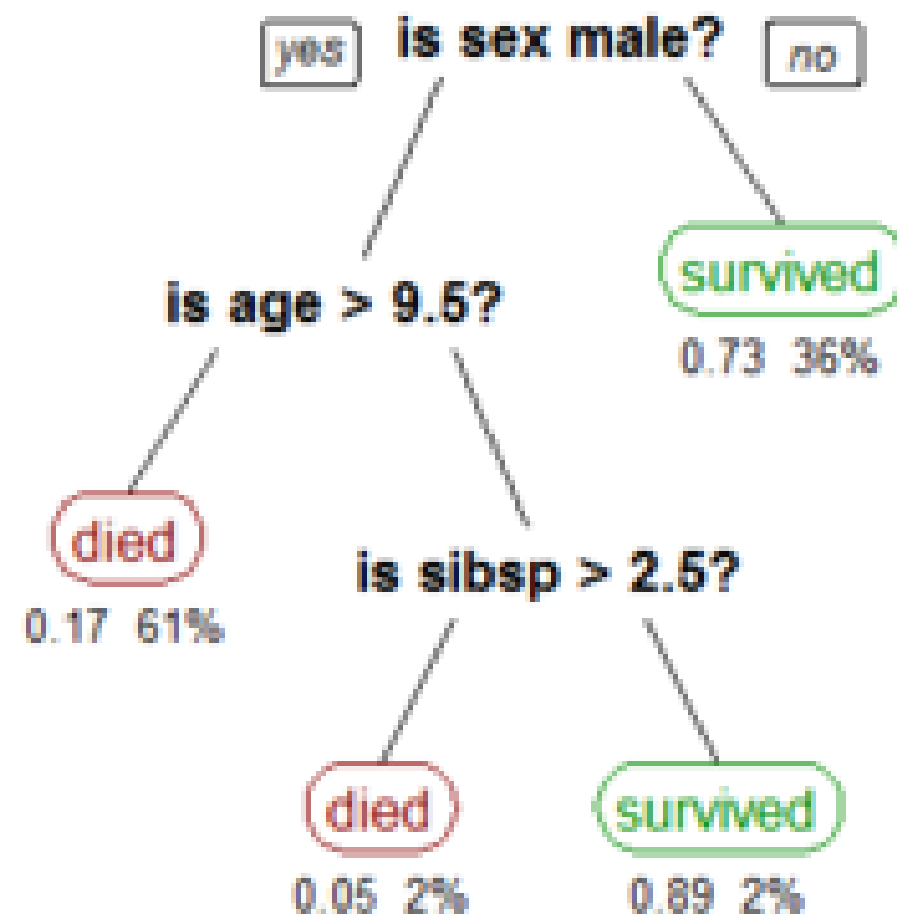 yes is sex male? no
survived
0.73 36%
is age > 9.5?
died
0.17 61%
is sibsp > 2.5?
died survived
0.05 2% 0.89 2%